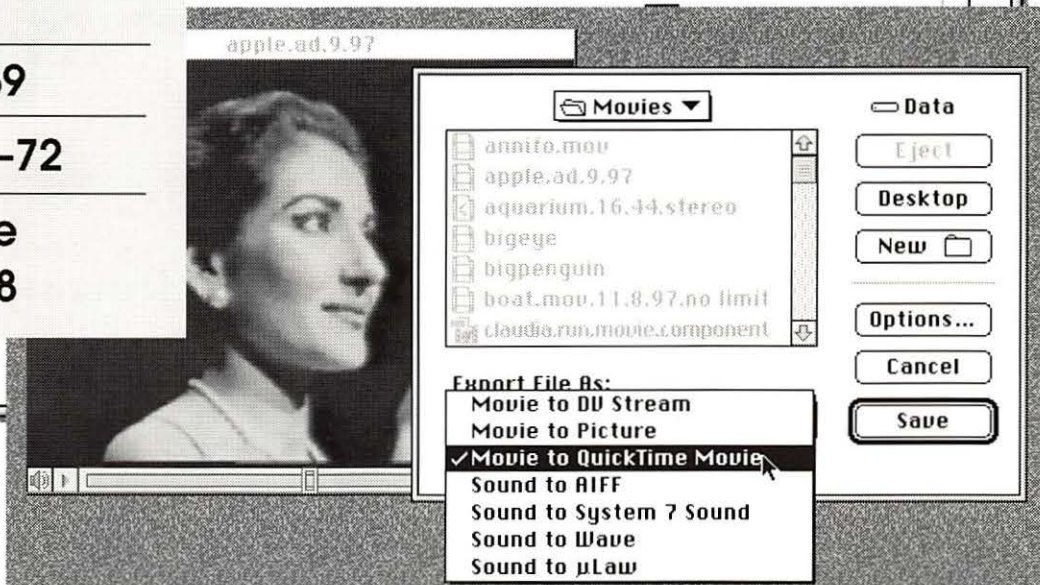 9
-72
e
8
apple.ad.9.97
Movies
annifo.mov
apple.ad.9.97
aquarium.16.44.stereo
bigeye
bigpenguin
boat.mov.11.8.97.no limit
claudia.run.movie.component
Data
Eject
Desktop
New
Options...
Cancel
Save
Export File As:
Movie to DV Stream
Movie to Picture
✓Movie to QuickTime Movie
Sound to AIFF
Sound to System 7 Sound
Sound to Wave
Sound to µLaw